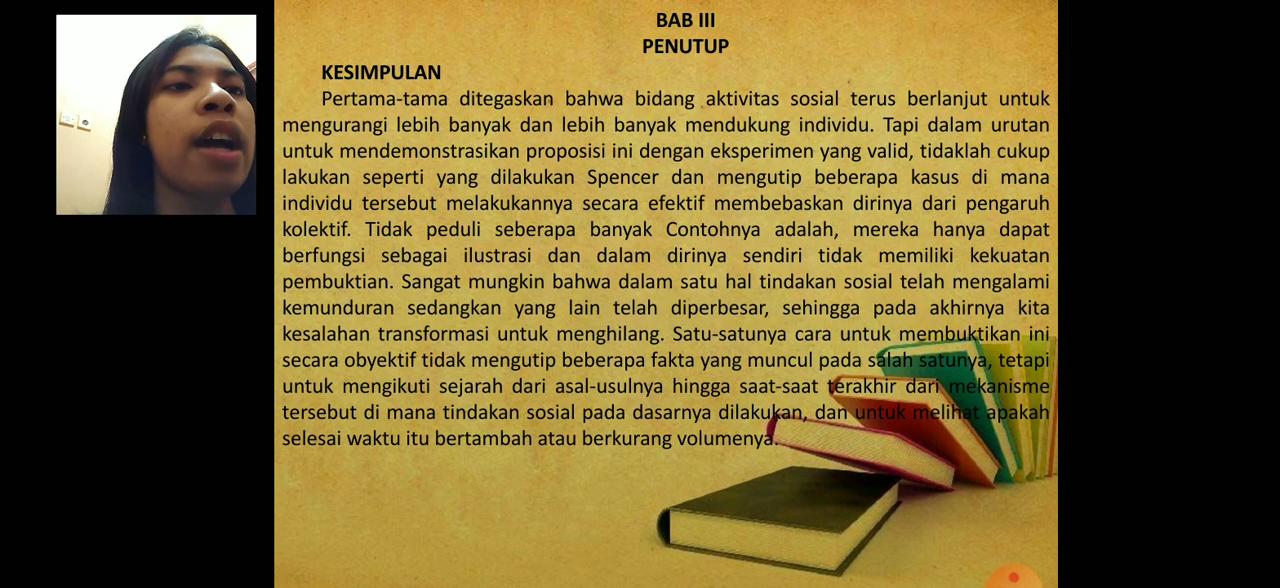 BAB III
PENUTUP
KESIMPULAN
Pertama-tama ditegaskan bahwa bidang aktivitas sosial terus berlanjut untuk
mengurangi lebih banyak dan lebih banyak mendukung individu. Tapi dalam urutan
untuk mendemonstrasikan proposisi ini dengan eksperimen yang valid, tidaklah cukup
lakukan seperti yang dilakukan Spencer dan mengutip beberapa kasus di mana
individu tersebut melakukannya secara efektif membebaskan dirinya dari pengaruh
kolektif. Tidak peduli seberapa banyak Contohnya adalah, mereka hanya dapat
berfungsi sebagai ilustrasi dan dalam dirinya sendiri tidak memiliki kekuatan
pembuktian. Sangat mungkin bahwa dalam satu hal tindakan sosial telah mengalami
kemunduran sedangkan yang lain telah diperbesar, sehingga pada akhirnya kita
kesalahan transformasi untuk menghilang. Satu-satunya cara untuk membuktikan ini
secara obyektif tidak mengutip beberapa fakta yang muncul pada salah satunya, tetapi
untuk mengikuti sejarah dari asal-usulnya hingga saat-saat terakhir dari mekanisme
tersebut di mana tindakan sosial pada dasarnya dilakukan, dan untuk melihat apakah
selesai waktu itu bertambah atau berkurang volumenya.